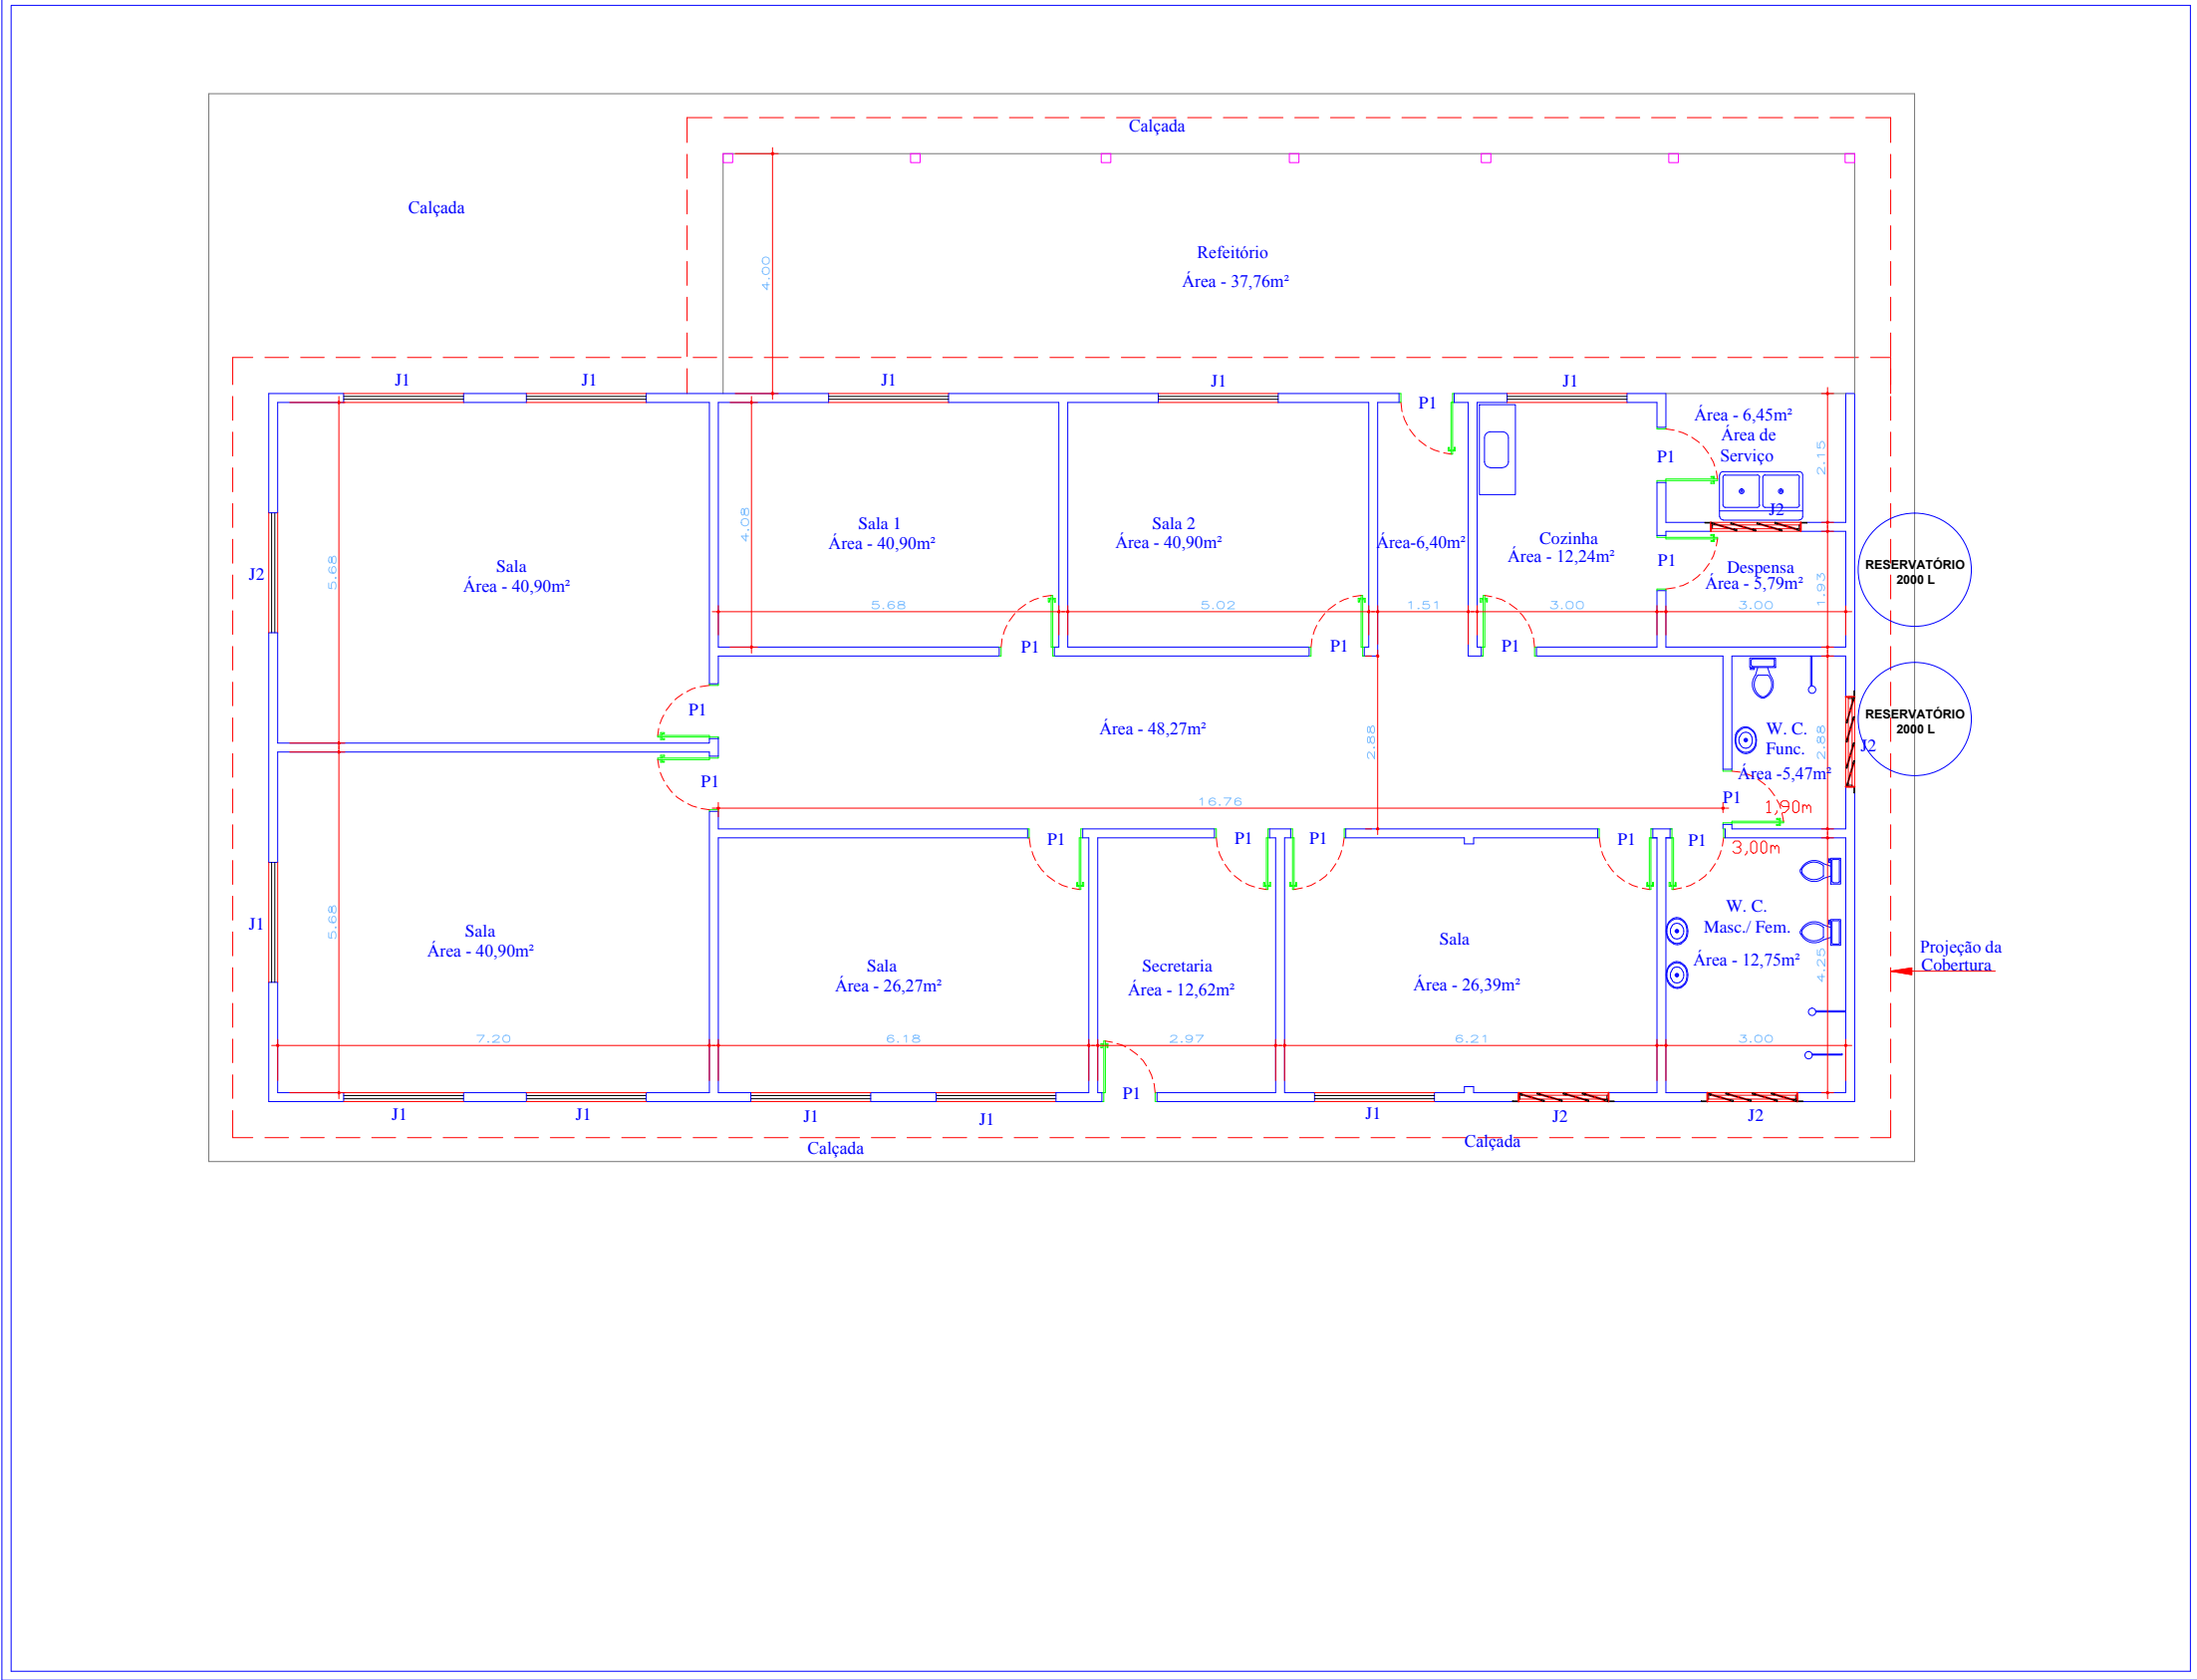 Calçada
Calçada
Refeitório
Área - 37,76m²
4.00
J1
J1
J1
J1
J1
P1
Área - 6,45m²
Área de
Serviço
2.15
P1
J2
4.08
Sala 1
Área - 40,90m²
Sala 2
Área - 40,90m²
Área-6,40m²
Cozinha
Área - 12,24m²
P1
Despensa
Área - 5,79m²
1.93
RESERVATÓRIO
2000 L
J2
5.68
Sala
Área - 40,90m²
5.68
5.02
1.51
3.00
3.00
P1
P1
P1
P1
Área - 48,27m²
2.88
W. C.
Func.
Área -5,47m²
2.88
J2
RESERVATÓRIO
2000 L
P1
16.76
P1
1,90m
P1
P1
P1
P1
P1
3,00m
J1
5.68
Sala
Área - 40,90m²
Sala
Área - 26,27m²
Secretaria
Área - 12,62m²
Sala
Área - 26,39m²
W. C.
Masc./ Fem.
Área - 12,75m²
4.25
Projeção da
Cobertura
7.20
6.18
2.97
6.21
3.00
P1
J1
J1
J1
J1
J1
J2
J2
Calçada
Calçada